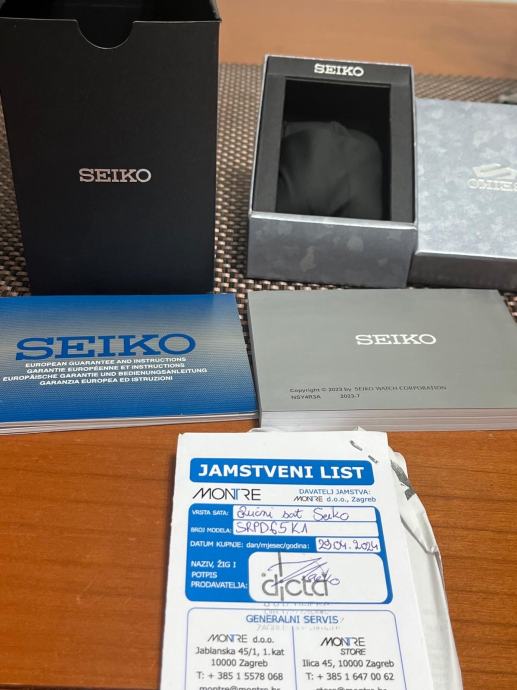 SEIKO
SEIKO
SEIKO
SEIKO
EUROPEAN GUARANTEE AND INSTRUCTIONS
GARANTIE EUROPÉENNE ET INSTRUCTIONS
EUROPÄISCHE GARANTIE UND BEDIENUNGSANLEITUNG
GARANZIA EUROPEA ED ISTRUZIONI
SEIKO
Copyright © 2023 by SEIKO WATCH CORPORATION
NSY4R3A 2023-7
JAMSTVENI LIST
MONTRE
DAVATELJ JAMSTVA:
MONTRE d.o.o., Zagreb
VRSTA SATA: Ručni sat Seiko
BROJ MODELA: SRPD65K1
DATUM KUPNJE: dan/mjesec/godina: 29.04.2024
NAZIV, ŽIG I
POTPIS
PRODAVATELJA:
dicta
GENERALNI SERVIS
MONTRE d.o.o.
Jablanska 45/1, 1.kat
10000 Zagreb
T: + 385 1 5578 068
MONTRE
STORE
Ilica 45, 10000 Zagreb
T: + 385 1 647 00 62